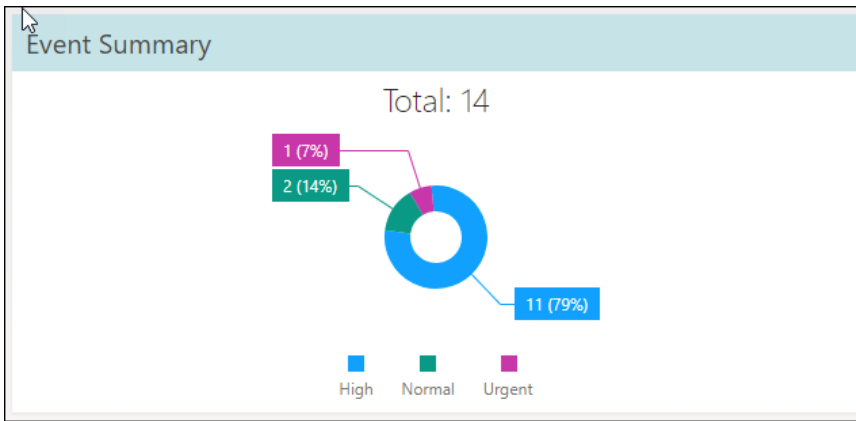 Event Summary
Total: 14
1 (7%)
2 (14%)
11 (79%)
High Normal Urgent